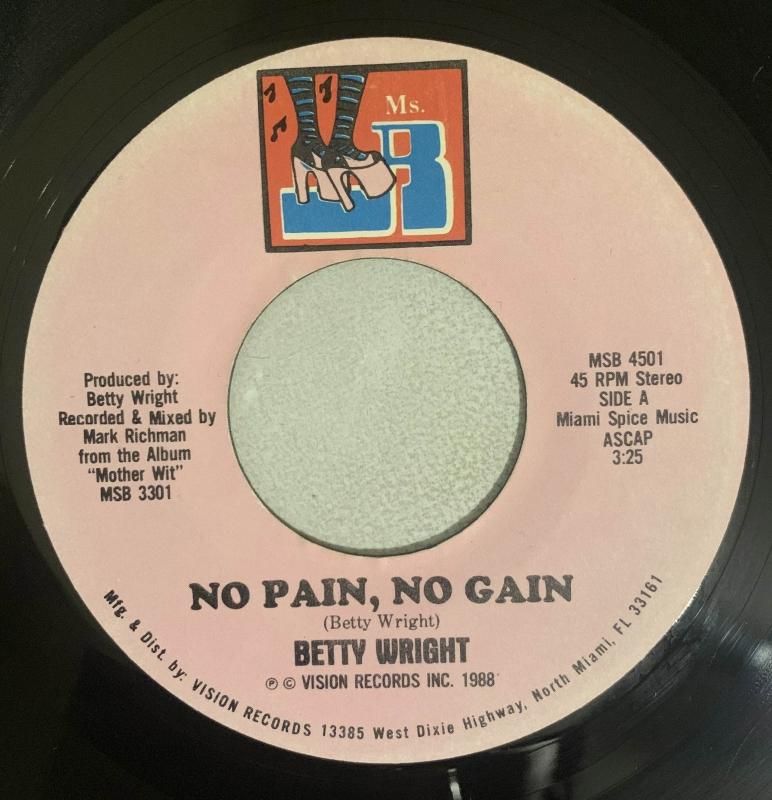 Ms.
B
Produced by:
Betty Wright
Recorded & Mixed by
Mark Richman
from the Album
“Mother Wit”
MSB 3301
MSB 4501
45 RPM Stereo
SIDE A
Miami Spice Music
ASCAP
3:25
NO PAIN, NO GAIN
(Betty Wright)
BETTY WRIGHT
℗ © VISION RECORDS INC. 1988
Mfg. & Dist. by: VISION RECORDS 13385 West Dixie Highway, North Miami, FL 33161